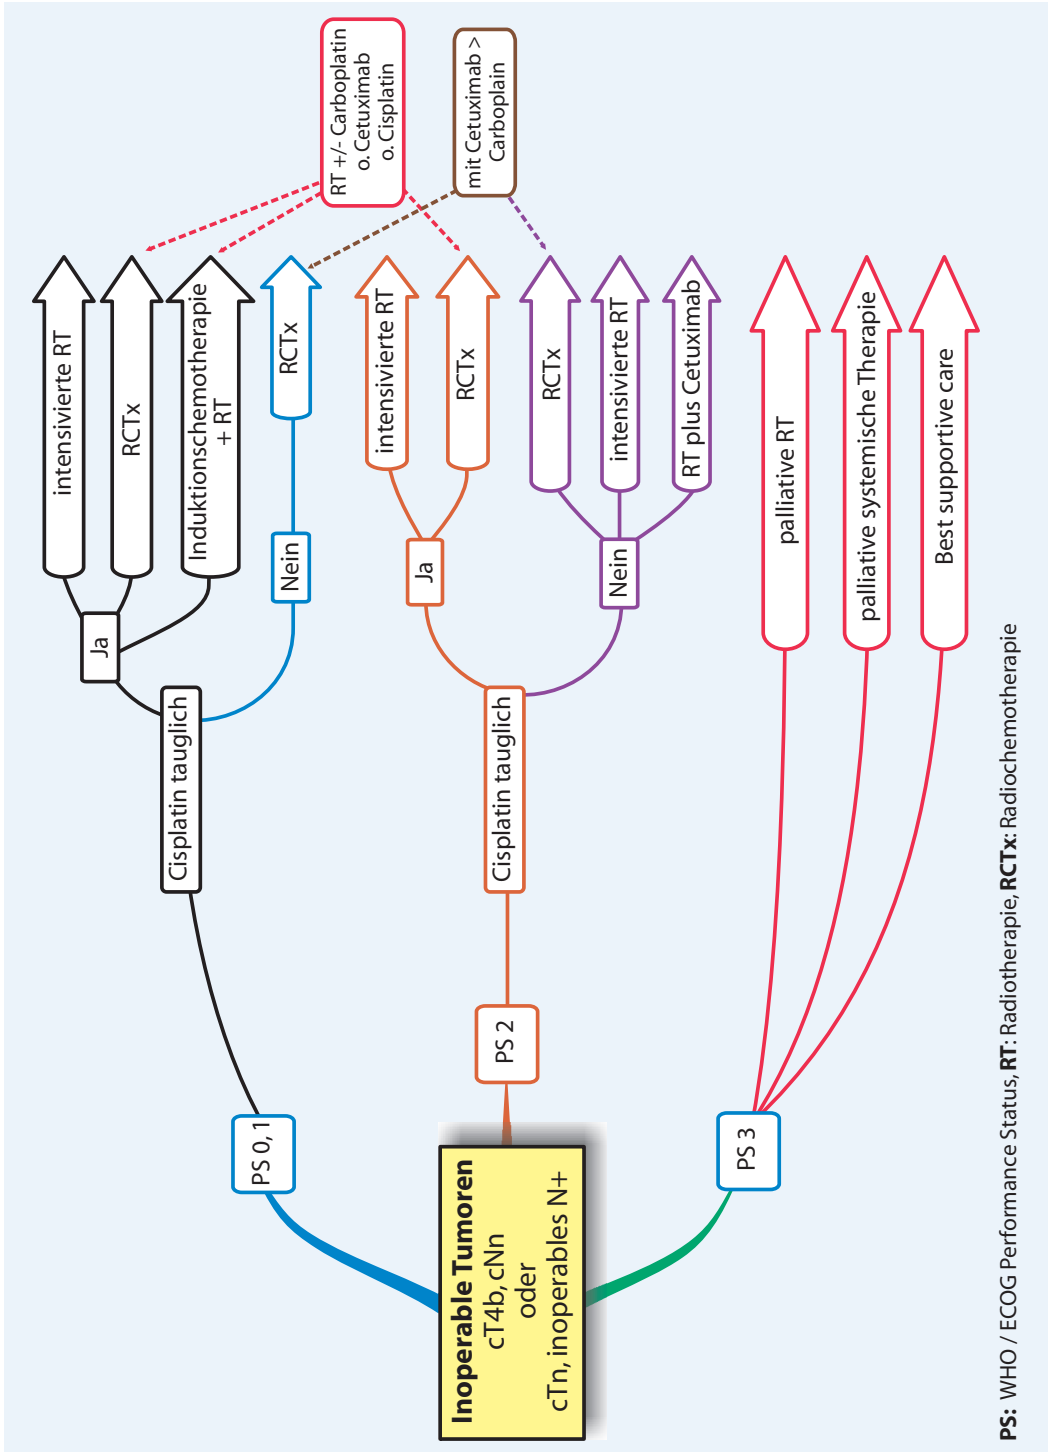 Inoperable Tumoren
cT4b, cNn
oder
cTn, inoperables N+
PS 0, 1
Cisplatin tauglich
Ja
intensivierte RT
RCTx
Induktionschemotherapie
+ RT
Nein
RCTx
RT +/- Carboplatin
o. Cetuximab
o. Cisplatin
mit Cetuximab >
Carboplain
PS 2
Cisplatin tauglich
Ja
intensivierte RT
RCTx
Nein
RCTx
intensivierte RT
RT plus Cetuximab
PS 3
palliative RT
palliative systemische Therapie
Best supportive care
PS: WHO / ECOG Performance Status, RT: Radiotherapie, RCTx: Radiochemotherapie